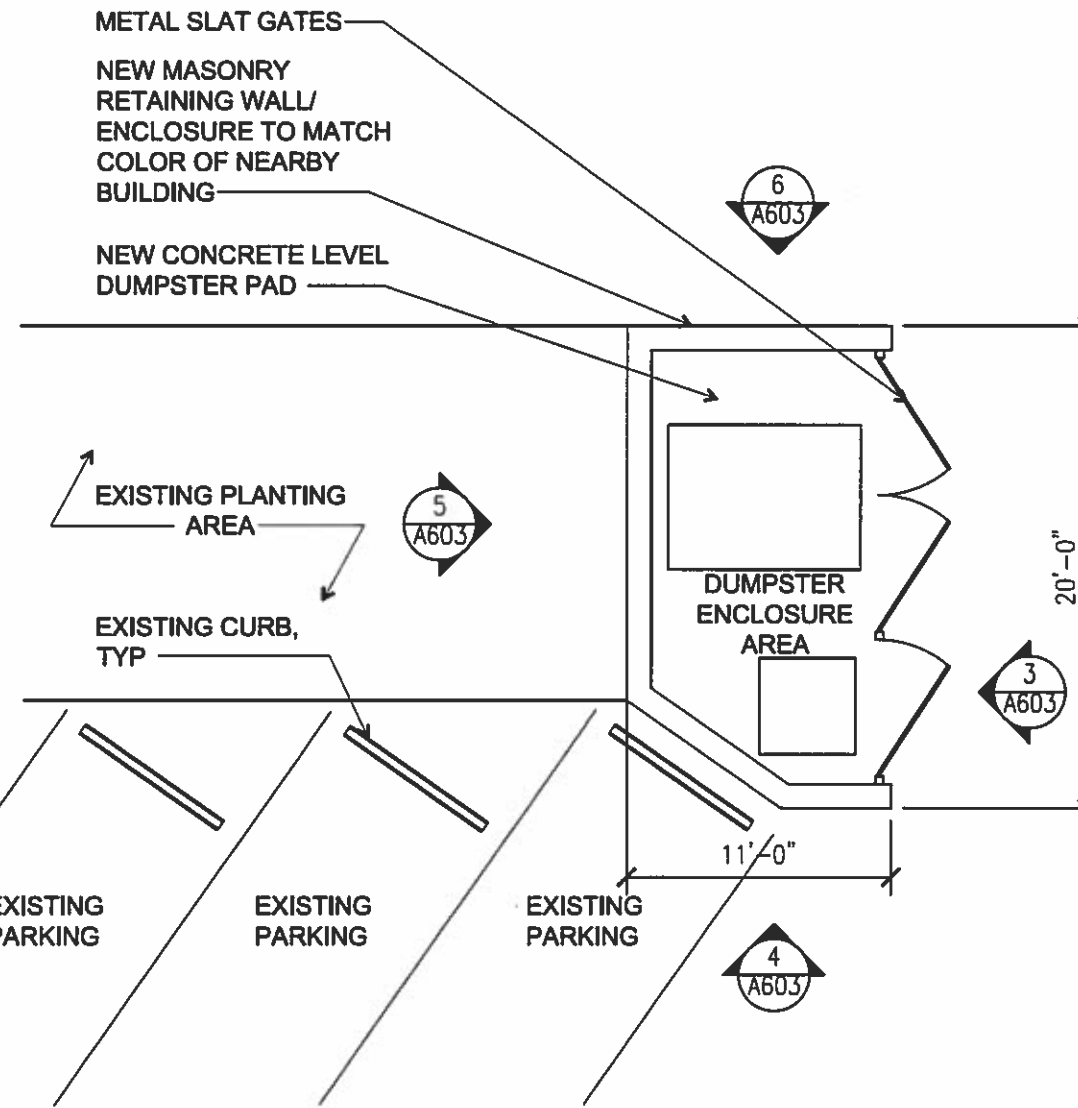 METAL SLAT GATES
NEW MASONRY
RETAINING WALL/
ENCLOSURE TO MATCH
COLOR OF NEARBY
BUILDING
NEW CONCRETE LEVEL
DUMPSTER PAD
6
A603
EXISTING PLANTING
AREA
5
A603
EXISTING CURB,
TYP
DUMPSTER
ENCLOSURE
AREA
20'-0"
3
A603
11'-0"
EXISTING
PARKING
EXISTING
PARKING
EXISTING
PARKING
4
A603